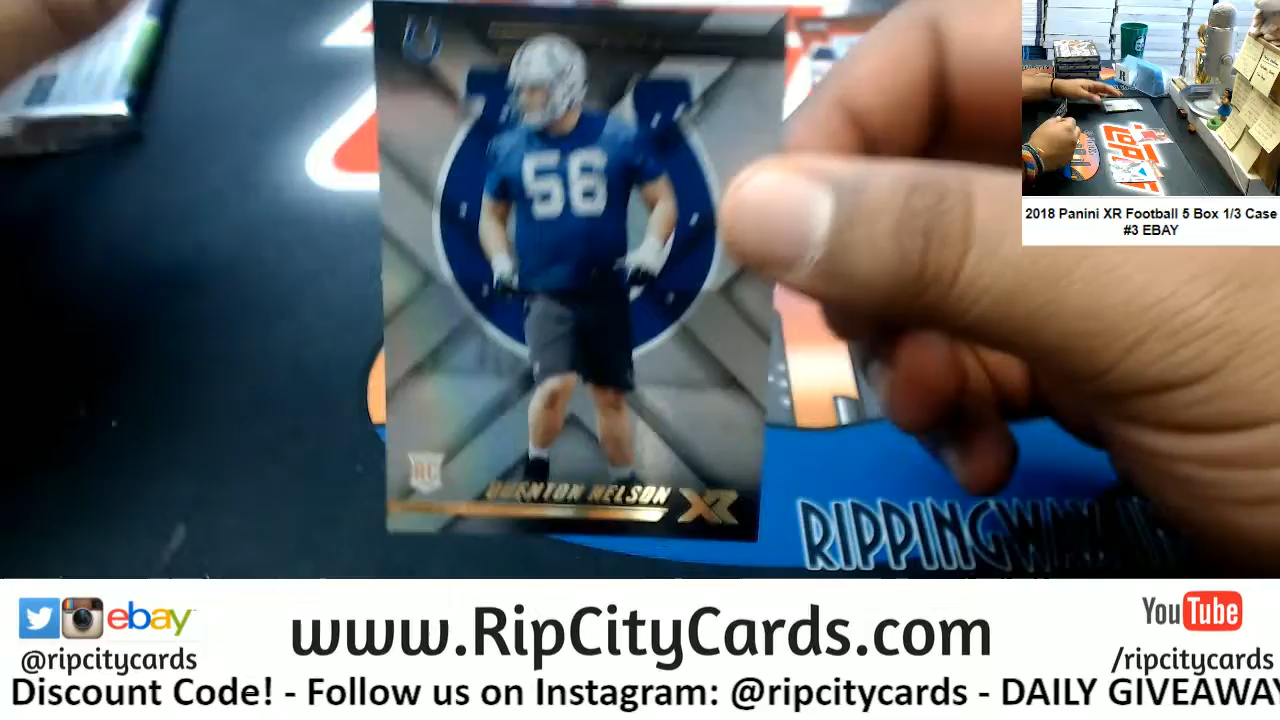 56
RC
QUENTON NELSON XR
RIPPINGWAX
2018 Panini XR Football 5 Box 1/3 Case
#3 EBAY
ebay
@ripcitycards
www.RipCityCards.com
You Tube
/ripcitycards
Discount Code! - Follow us on Instagram: @ripcitycards - DAILY GIVEAWAY